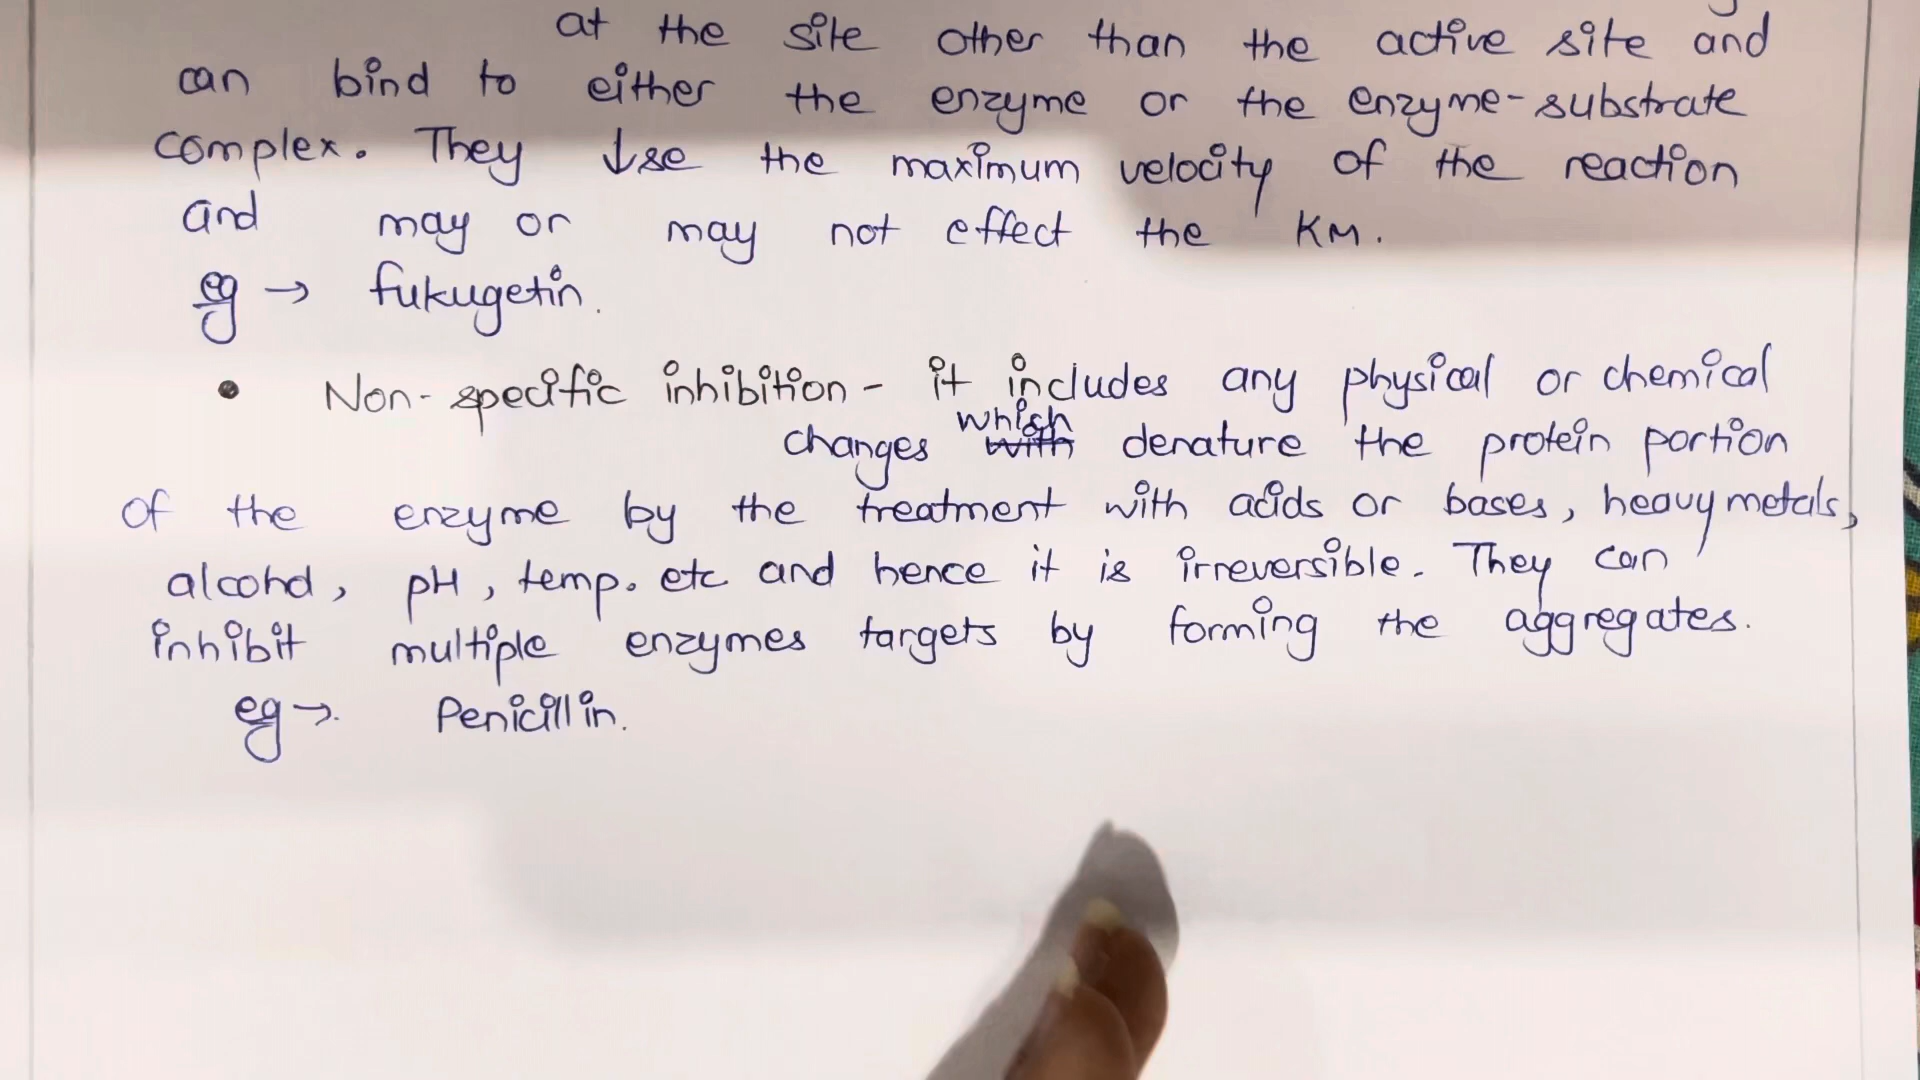 at the site other than the active site and
can bind to either the enzyme or the enzyme-substrate
complex. They ↓se the maximum velocity of the reaction
and may or may not effect the KM.
eg → fukugetin.
• Non-specific inhibition - it includes any physical or chemical
which
changes with denature the protein portion
of the enzyme by the treatment with acids or bases, heavy metals,
alcohol, pH, temp. etc and hence it is irreversible. They can
inhibit multiple enzymes targets by forming the aggregates.
eg →. Penicillin.